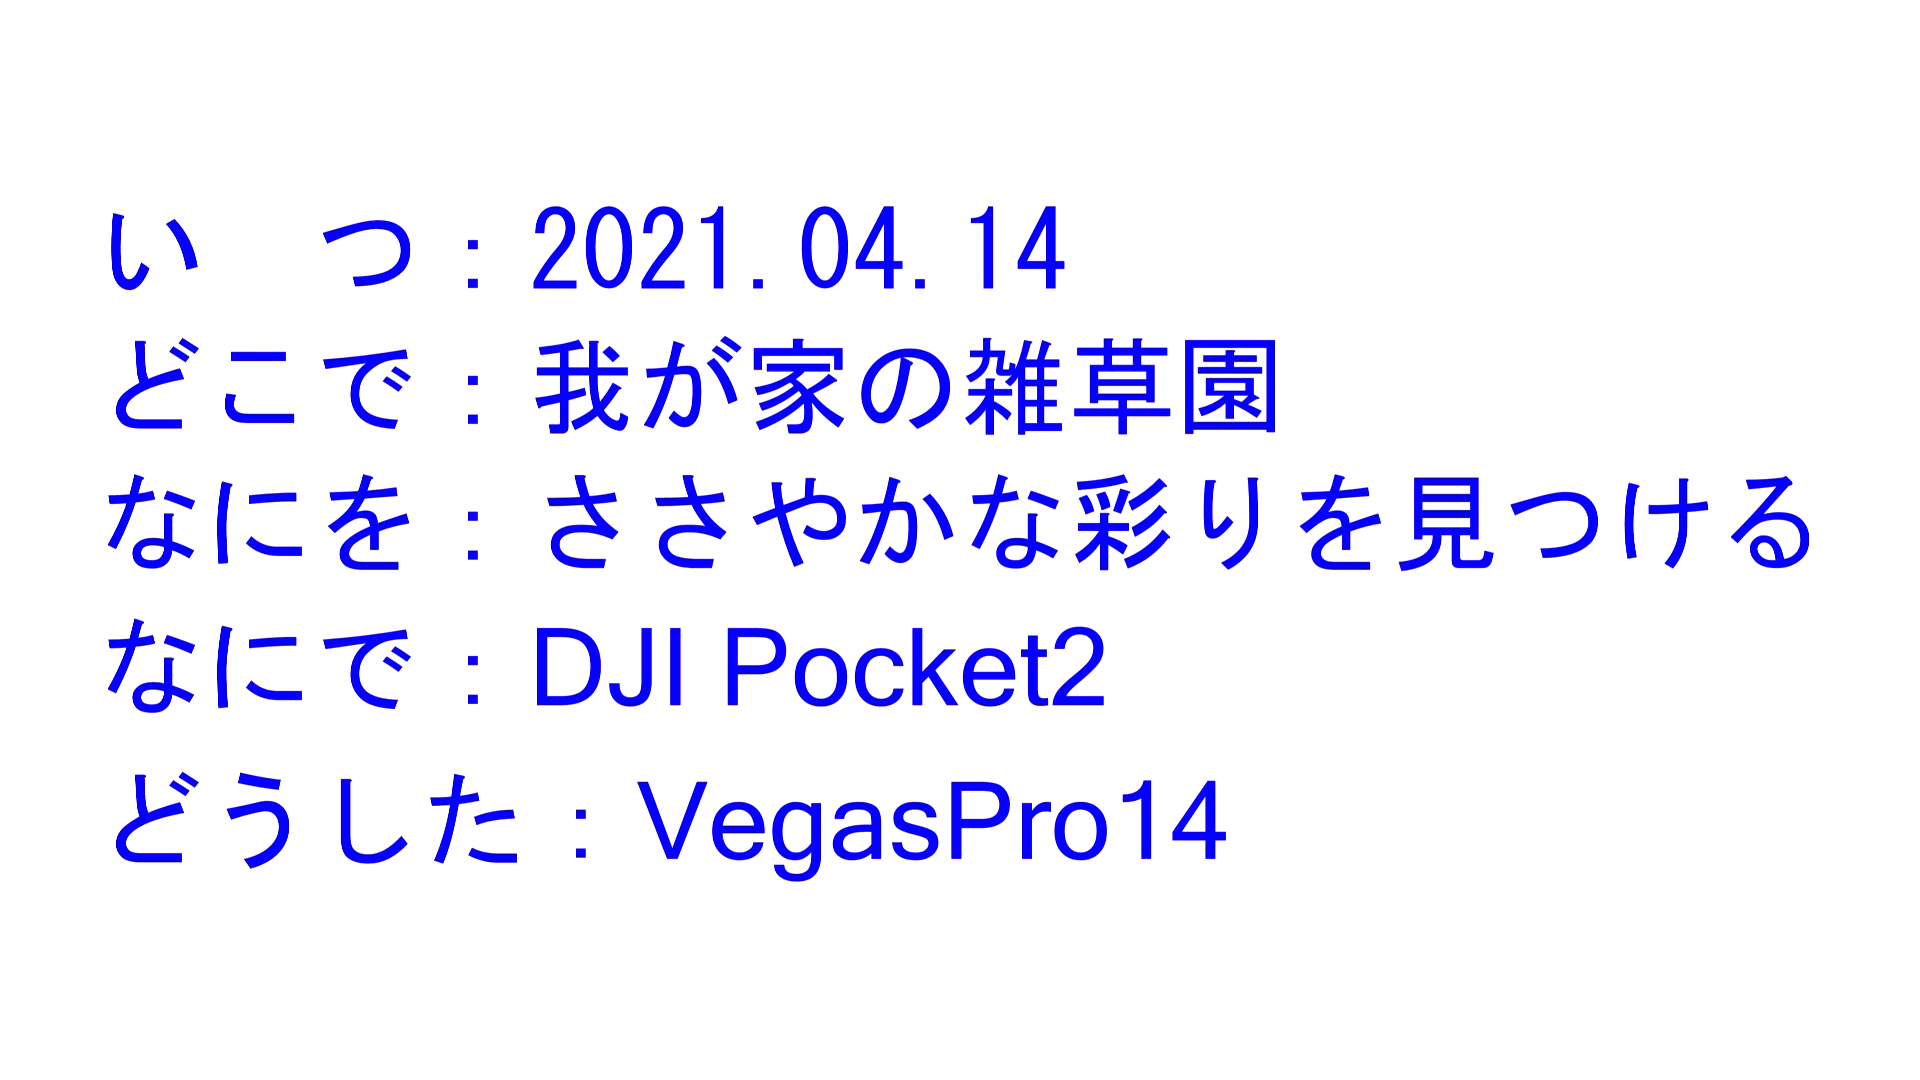 い　つ：2021.04.14
どこで：我が家の雑草園
なにを：ささやかな彩りを見つける
なにで：DJI Pocket2
どうした：VegasPro14